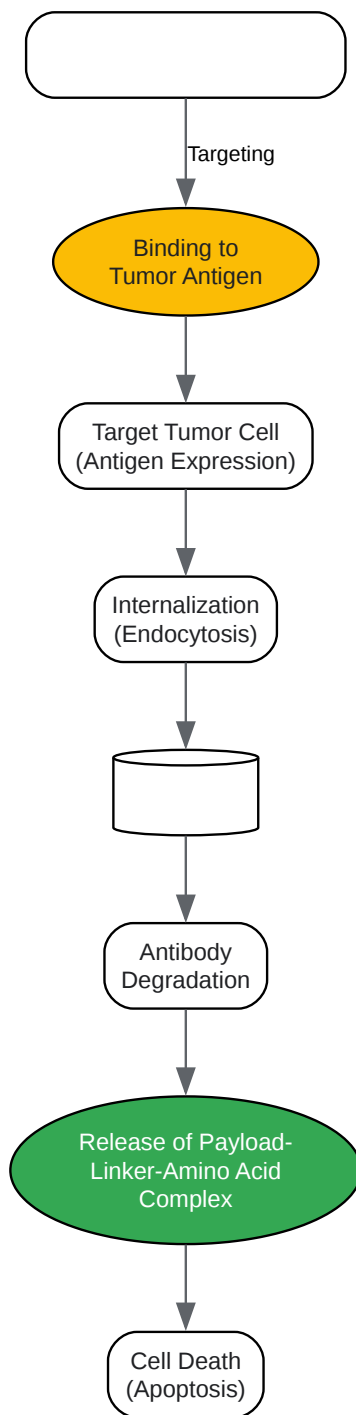 Targeting
Binding to
Tumor Antigen
Target Tumor Cell
(Antigen Expression)
Internalization
(Endocytosis)
Antibody
Degradation
Release of Payload-
Linker-Amino Acid
Complex
Cell Death
(Apoptosis)